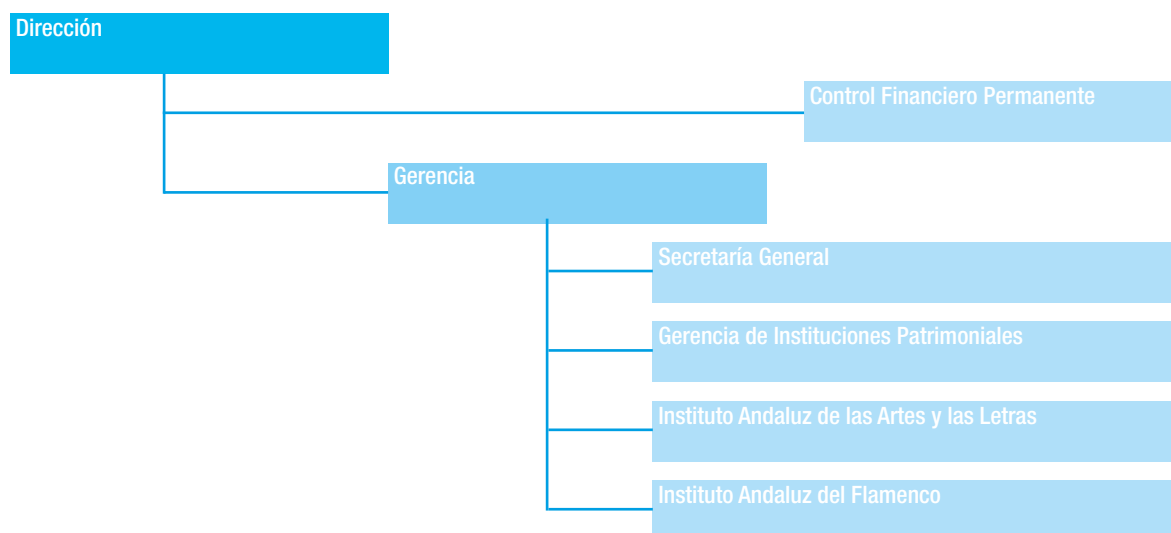 Dirección
Control Financiero Permanente
Gerencia
Secretaría General
Gerencia de Instituciones Patrimoniales
Instituto Andaluz de las Artes y las Letras
Instituto Andaluz del Flamenco